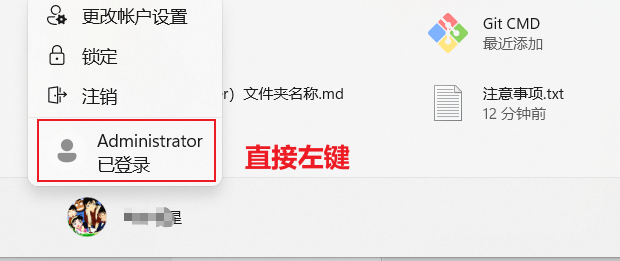 更改帐户设置
锁定
注销
er）文件夹名称.md
Git CMD
最近添加
注意事项.txt
12 分钟前
Administrator
已登录
直接左键
星